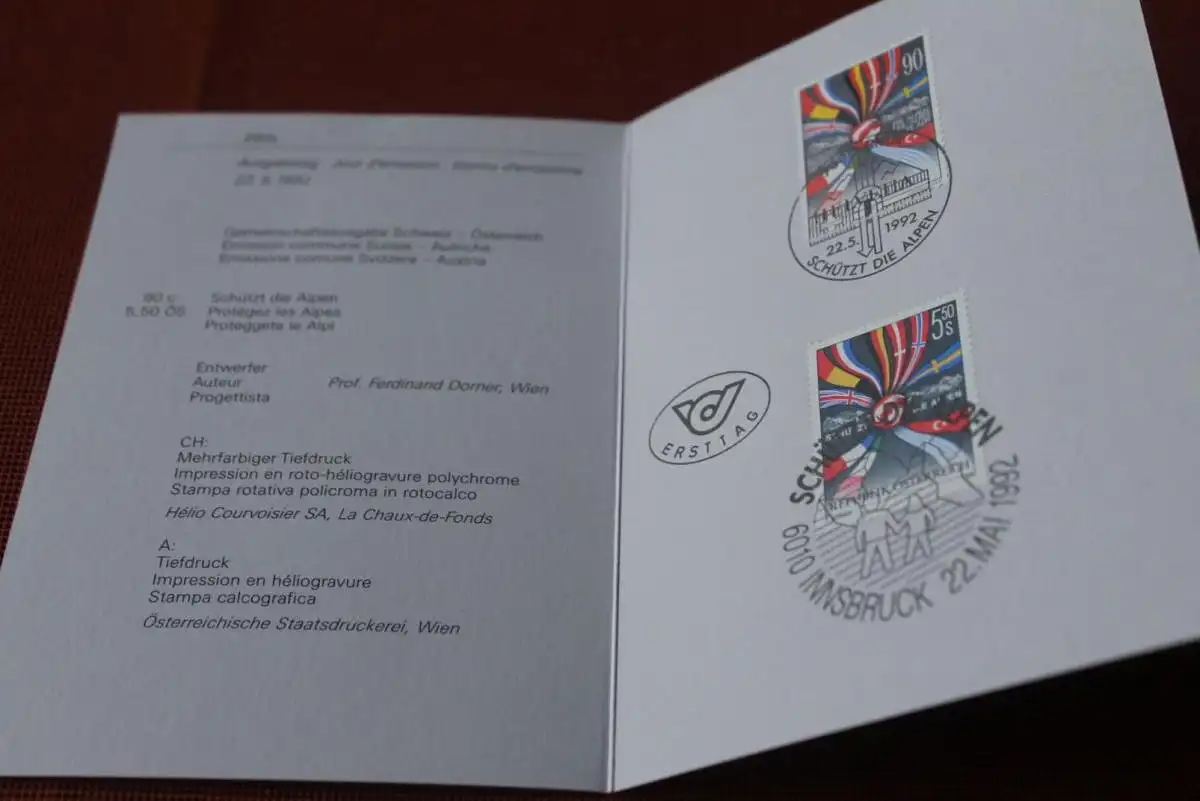 Ausgabetag Jour d'émission Giorno d'emissione
22. 5. 1992
Gemeinschaftsausgabe Schweiz – Österreich
Emission commune Suisse – Autriche
Emissione comune Svizzera – Austria
90 c Schützt die Alpen
5.50 ÖS Protégez les Alpes
Proteggete le Alpi
Entwerfer
Auteur Prof. Ferdinand Dorner, Wien
Progettista
CH:
Mehrfarbiger Tiefdruck
Impression en roto-héliogravure polychrome
Stampa rotativa policroma in rotocalco
Hélio Courvoisier SA, La Chaux-de-Fonds
A:
Tiefdruck
Impression en héliogravure
Stampa calcografica
Österreichische Staatsdruckerei, Wien
90
22.5. 1992
SCHÜTZT DIE ALPEN
5 50
S
ERSTTAG
REPUBLIK ÖSTERREICH
6010 INNSBRUCK 22. MAI 1992